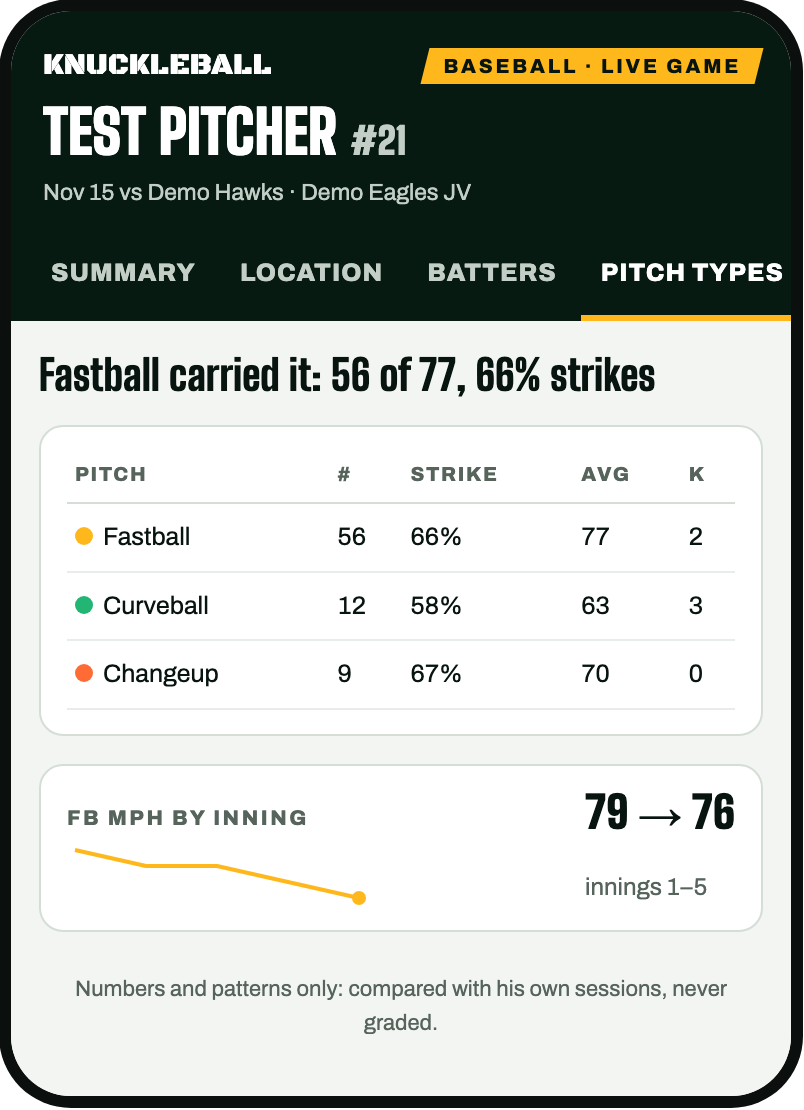 KNUCKLEBALL
BASEBALL · LIVE GAME
TEST PITCHER #21
Nov 15 vs Demo Hawks · Demo Eagles JV
SUMMARY LOCATION BATTERS PITCH TYPES
Fastball carried it: 56 of 77, 66% strikes
PITCH # STRIKE AVG K
Fastball 56 66% 77 2
Curveball 12 58% 63 3
Changeup 9 67% 70 0
FB MPH BY INNING
79 → 76
innings 1–5
Numbers and patterns only: compared with his own sessions, never
graded.